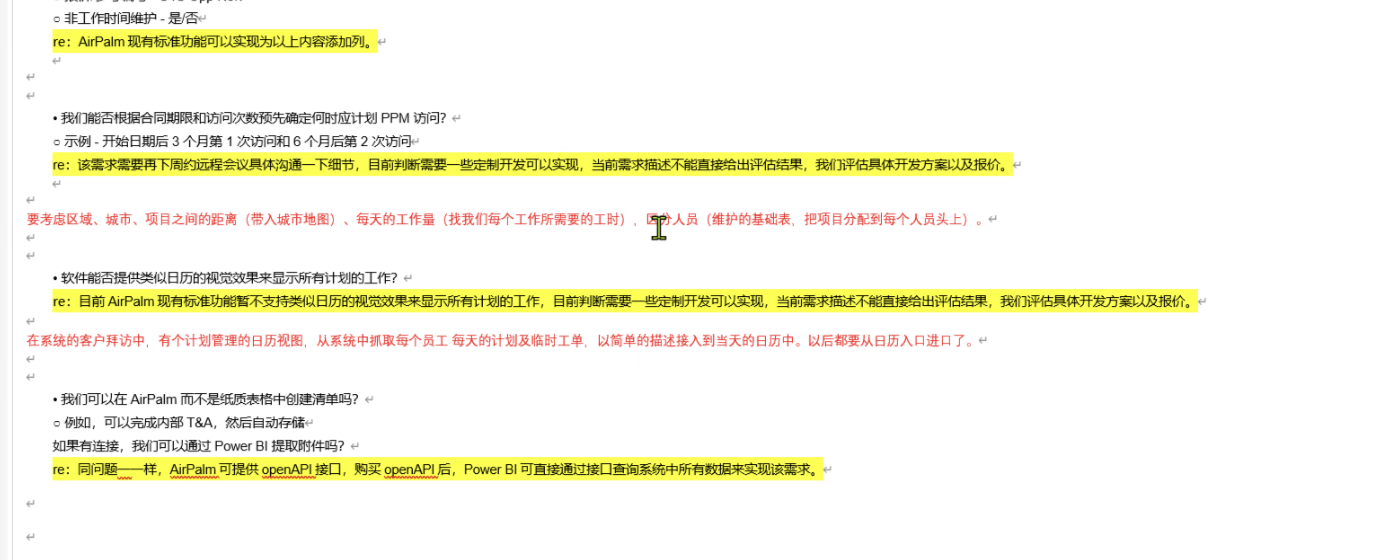 ○ 非工作时间维护 - 是/否
re：AirPalm 现有标准功能可以实现为以上内容添加列。
• 我们能否根据合同期限和访问次数预先确定何时应计划 PPM 访问？
○ 示例 - 开始日期后 3 个月第 1 次访问和 6 个月后第 2 次访问
re：该需求需要再下周约远程会议具体沟通一下细节，目前判断需要一些定制开发可以实现，当前需求描述不能直接给出评估结果，我们评估具体开发方案以及报价。
要考虑区域、城市、项目之间的距离（带入城市地图）、每天的工作量（找我们每个工作所需要的工时），区分人员（维护的基础表，把项目分配到每个人员头上）。
• 软件能否提供类似日历的视觉效果来显示所有计划的工作？
re：目前 AirPalm 现有标准功能暂不支持类似日历的视觉效果来显示所有计划的工作，目前判断需要一些定制开发可以实现，当前需求描述不能直接给出评估结果，我们评估具体开发方案以及报价。
在系统的客户拜访中，有个计划管理的日历视图，从系统中抓取每个员工 每天的计划及临时工单，以简单的描述接入到当天的日历中。以后都要从日历入口进口了。
• 我们可以在 AirPalm 而不是纸质表格中创建清单吗？
○ 例如，可以完成内部 T&A，然后自动存储
如果有连接，我们可以通过 Power BI 提取附件吗？
re：同问题一一样，AirPalm 可提供 openAPI 接口，购买 openAPI 后，Power BI 可直接通过接口查询系统中所有数据来实现该需求。